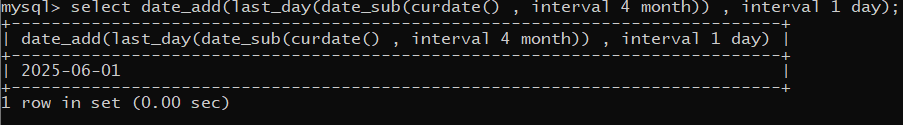 mysql> select date_add(last_day(date_sub(curdate() , interval 4 month)) , interval 1 day);
+-----------------------------------------------------------------------------+
| date_add(last_day(date_sub(curdate() , interval 4 month)) , interval 1 day) |
+-----------------------------------------------------------------------------+
| 2025-06-01                                                                  |
+-----------------------------------------------------------------------------+
1 row in set (0.00 sec)